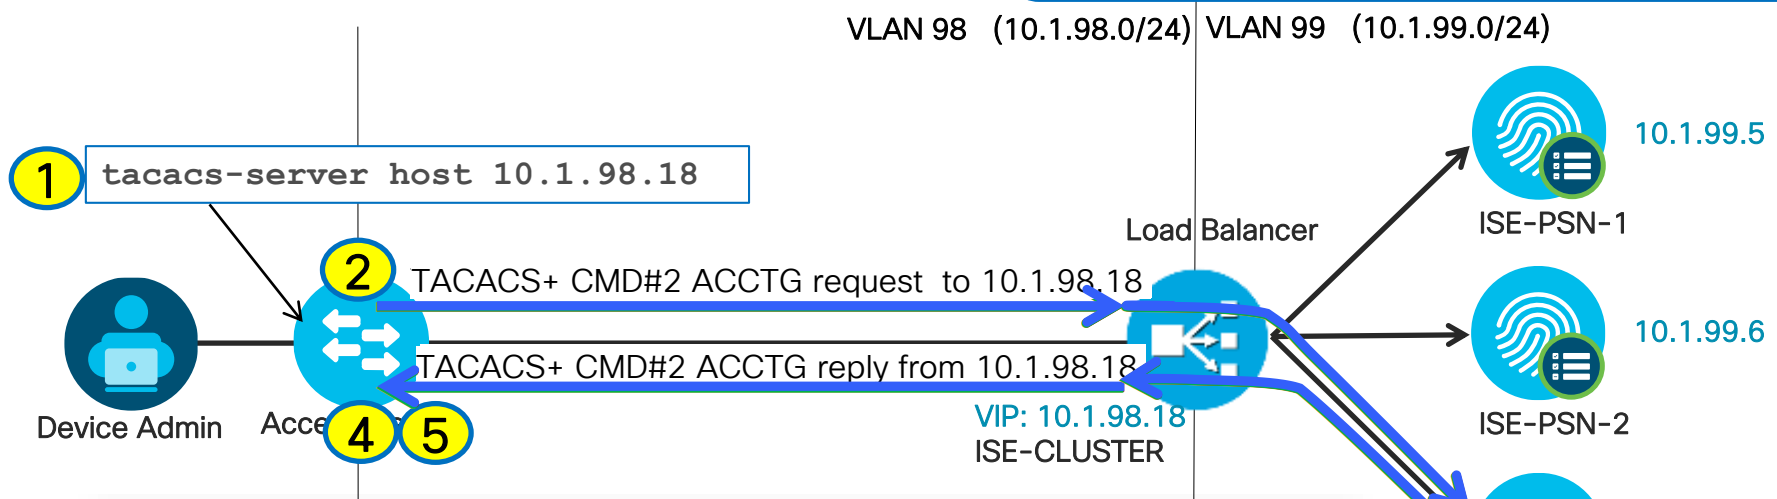 VLAN 98 (10.1.98.0/24)
VLAN 99 (10.1.99.0/24)
10.1.99.5
1
tacacs-server host 10.1.98.18
ISE-PSN-1
Load Balancer
2
TACACS+ CMD#2 ACCTG request to 10.1.98.18
10.1.99.6
TACACS+ CMD#2 ACCTG reply from 10.1.98.18
Device Admin
4
5
VIP: 10.1.98.18
ISE-CLUSTER
ISE-PSN-2